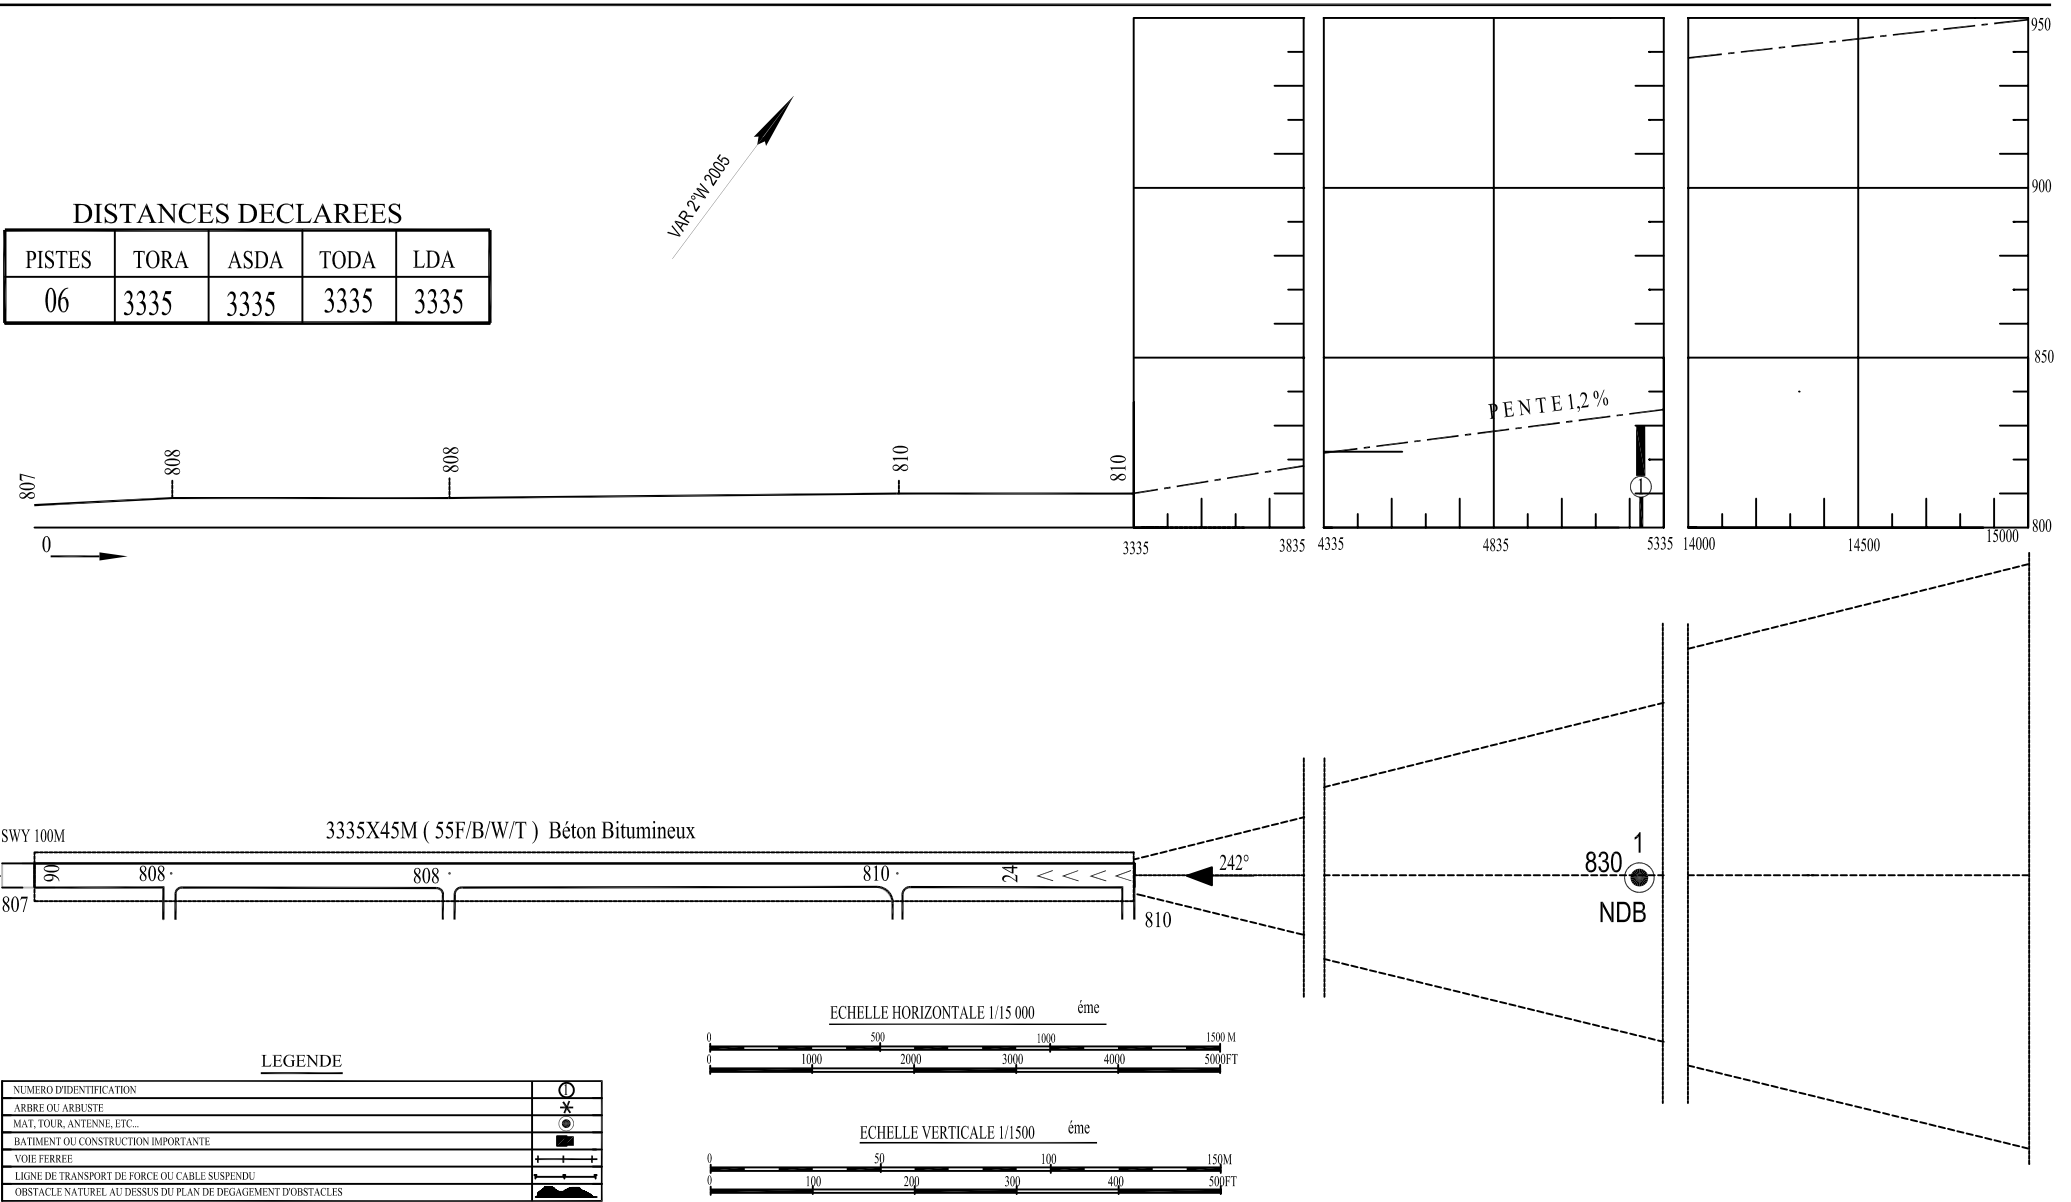 950
VAR 2°W 2005
900
DISTANCES DECLAREES
PISTES TORA ASDA TODA LDA
06 3335 3335 3335 3335
850
PENTE 1,2 %
807 808 808 810 810
1
800
0
3335 3835 4335 4835 5335 14000 14500 15000
SWY 100M
3335X45M ( 55F/B/W/T ) Béton Bitumineux
06 808 808 810 24
242°
1
830
NDB
807
810
ECHELLE HORIZONTALE 1/15 000 éme
0 500 1000 1500 M
0 1000 2000 3000 4000 5000FT
ECHELLE VERTICALE 1/1500 éme
0 50 100 150M
0 100 200 300 400 500FT
LEGENDE
NUMERO D'IDENTIFICATION 1
ARBRE OU ARBUSTE
MAT, TOUR, ANTENNE, ETC...
BATIMENT OU CONSTRUCTION IMPORTANTE
VOIE FERREE
LIGNE DE TRANSPORT DE FORCE OU CABLE SUSPENDU
OBSTACLE NATUREL AU DESSUS DU PLAN DE DEGAGEMENT D'OBSTACLES